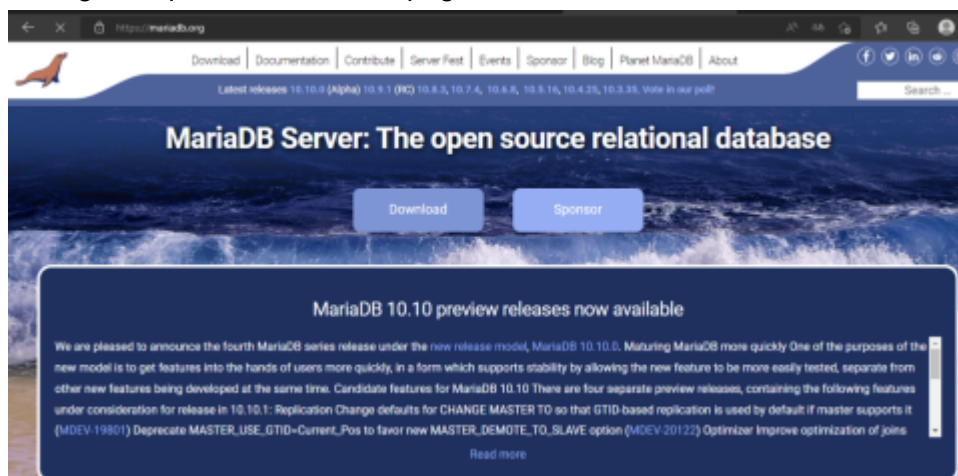 https://mariadb.org
Download | Documentation | Contribute | Server Fest | Events | Sponsor | Blog | Planet MariaDB | About
Latest releases 10.10.0 (Alpha) 10.9.1 (RC) 10.8.3, 10.7.4, 10.6.8, 10.5.16, 10.4.25, 10.3.35. Vote in our poll!
Search ...
MariaDB Server: The open source relational database
Download
Sponsor
MariaDB 10.10 preview releases now available
We are pleased to announce the fourth MariaDB series release under the new release model, MariaDB 10.10.0. Maturing MariaDB more quickly One of the purposes of the
new model is to get features into the hands of users more quickly, in a form which supports stability by allowing the new feature to be more easily tested, separate from
other new features being developed at the same time. Candidate features for MariaDB 10.10 There are four separate preview releases, containing the following features
under consideration for release in 10.10.1: Replication Change defaults for CHANGE MASTER TO so that GTID-based replication is used by default if master supports it
(MDEV-19801) Deprecate MASTER_USE_GTID=Current_Pos to favor new MASTER_DEMOTE_TO_SLAVE option (MDEV-20122) Optimizer Improve optimization of joins
Read more